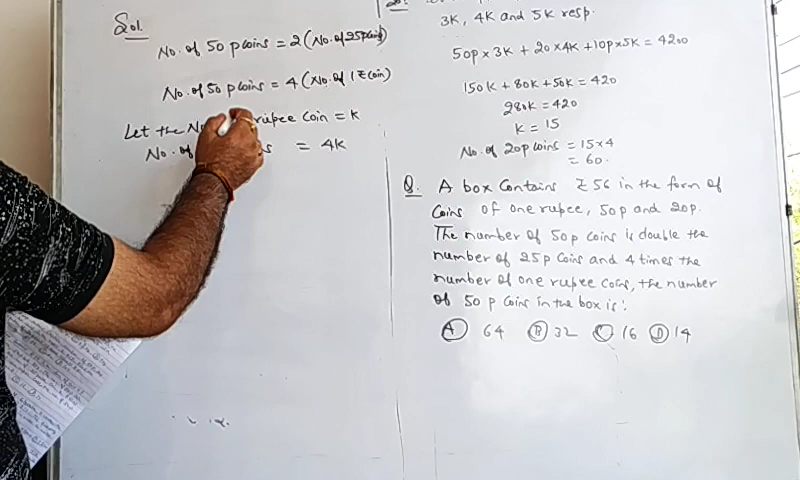 Sol.
No. of 50 p coins = 2 (No. of 25p coins)
No. of 50 p coins = 4 (No. of 1 ₹ coin)
Let the No rupee coin = K
No. of s = 4K
3K, 4K and 5K resp.
50p x 3K + 20 x 4K + 10p x 5K = 4200
150K + 80K + 50K = 420
280K = 420
K = 15
No. of 20p coins = 15 x 4
= 60.
Q. A box contains ₹ 56 in the form of
coins of one rupee, 50 p and 20p.
The number of 50 p coins is double the
number of 25 p coins and 4 times the
number of one rupee coins, the number
of 50 p coins in the box is:
(A) 64 (B) 32 (C) 16 (D) 14